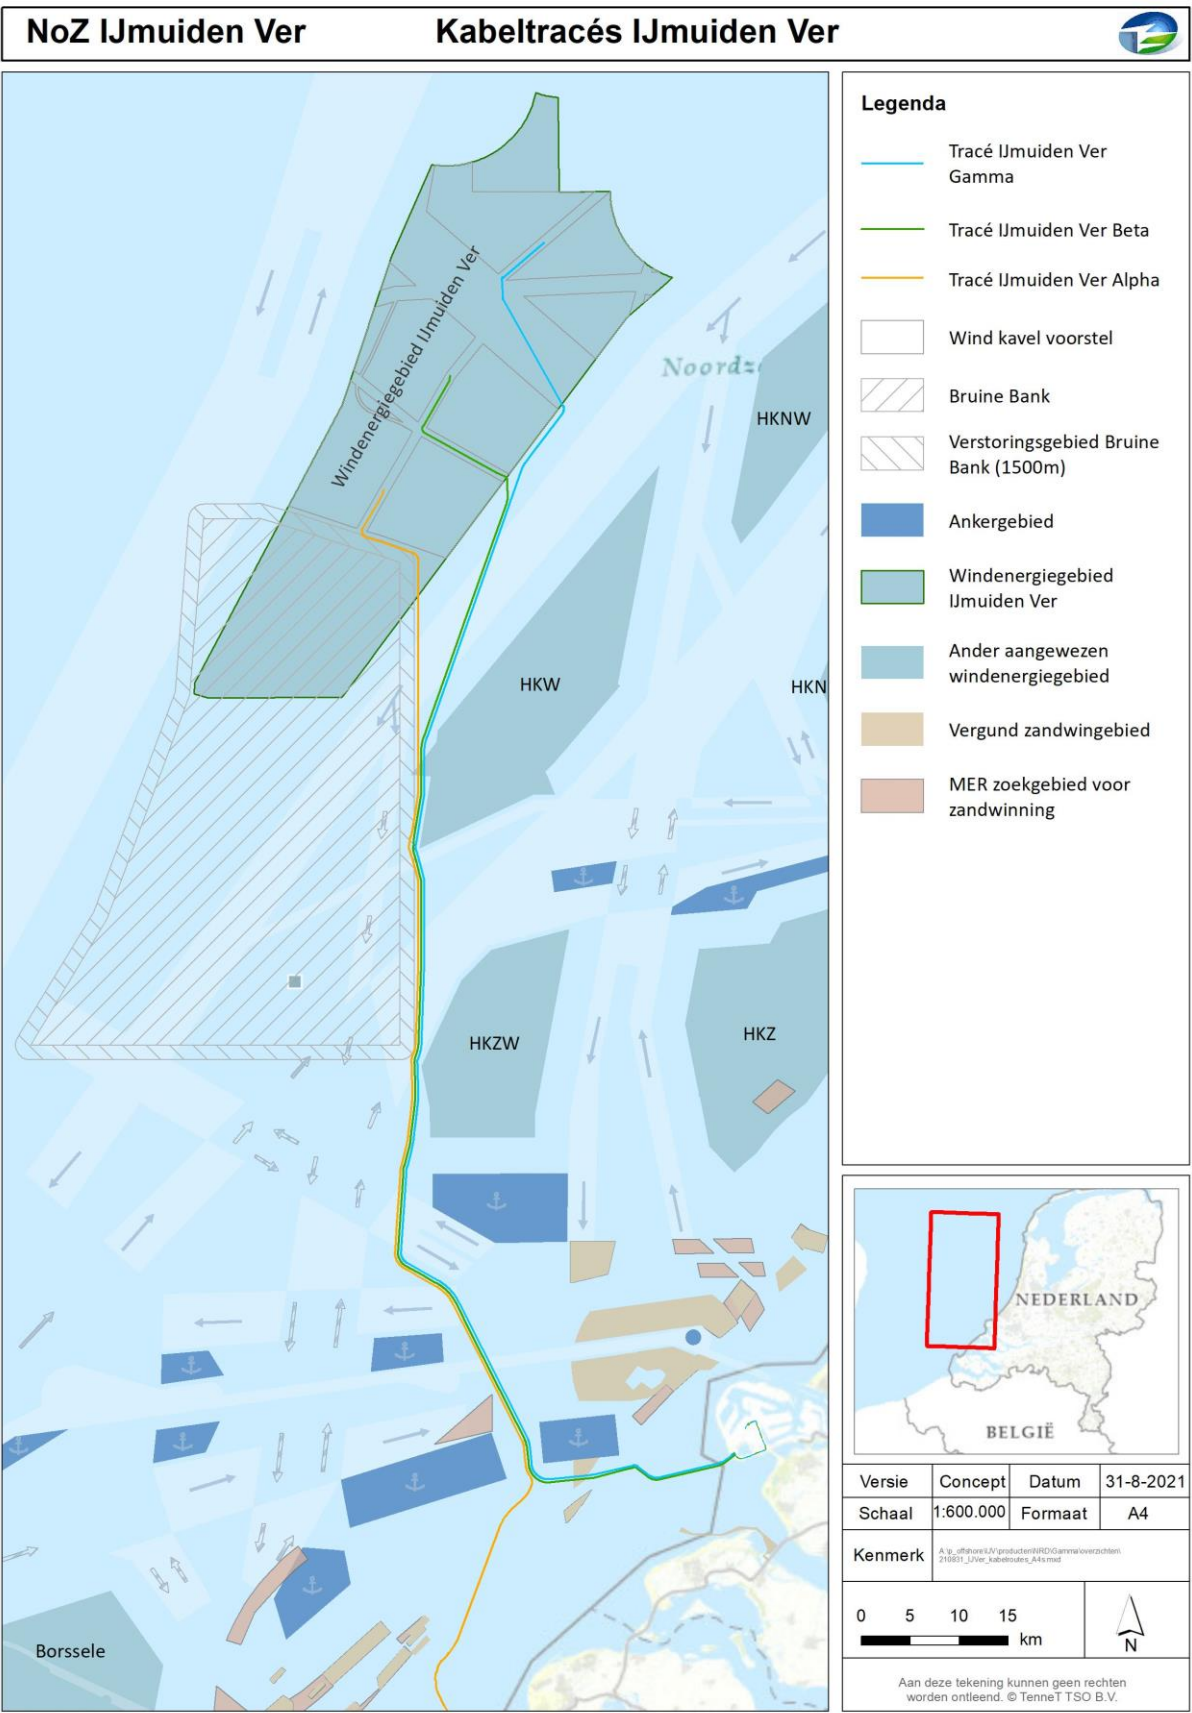 NoZ IJmuiden Ver
Kabeltracés IJmuiden Ver
Windenergiegebied IJmuiden Ver
HKNW
HKW
HKN
HKZW
HKZ
Borssele
Legenda
Tracé IJmuiden Ver
Gamma
Tracé IJmuiden Ver Beta
Tracé IJmuiden Ver Alpha
Wind kavel voorstel
Bruine Bank
Verstoringsgebied Bruine
Bank (1500m)
Ankergebied
Windenergiegebied
IJmuiden Ver
Ander aangewezen
windenergiegebied
Vergund zandwingebied
MER zoekgebied voor
zandwinning
NEDERLAND
BELGIË
Versie Concept Datum 31-8-2021
Schaal 1:600.000 Formaat A4
Kenmerk
0 5 10 15
km
N
Aan deze tekening kunnen geen rechten
worden ontleend. © TenneT TSO B.V.